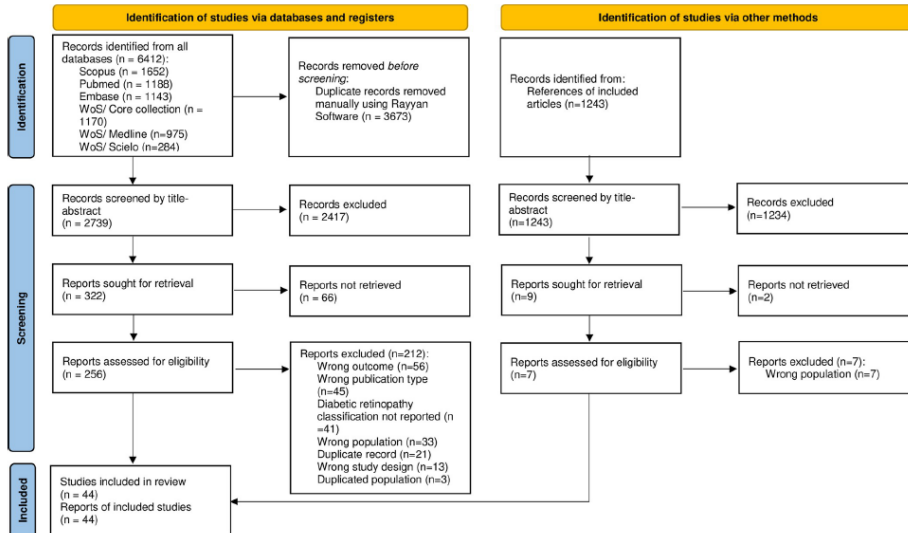 Identification of studies via databases and registers
Identification of studies via other methods
Identification
Records identified from all
databases (n = 6412):
Scopus (n = 1652)
Pubmed (n = 1188)
Embase (n = 1143)
WoS/ Core collection (n =
1170)
WoS/ Medline (n=975)
WoS/ Scielo (n=284)
Records removed before
screening:
Duplicate records removed
manually using Rayyan
Software (n = 3673)
Records identified from:
References of included
articles (n=1243)
Screening
Records screened by title-
abstract
(n = 2739)
Records excluded
(n = 2417)
Records screened by title-
abstract
(n=1243)
Records excluded
(n=1234)
Reports sought for retrieval
(n = 322)
Reports not retrieved
(n = 66)
Reports sought for retrieval
(n=9)
Reports not retrieved
(n=2)
Reports assessed for eligibility
(n = 256)
Reports excluded (n=212):
Wrong outcome (n=56)
Wrong publication type
(n=45)
Diabetic retinopathy
classification not reported (n
=41)
Wrong population (n=33)
Duplicate record (n=21)
Wrong study design (n=13)
Duplicated population (n=3)
Reports assessed for eligibility
(n=7)
Reports excluded (n=7):
Wrong population (n=7)
Included
Studies included in review
(n = 44)
Reports of included studies
(n = 44)